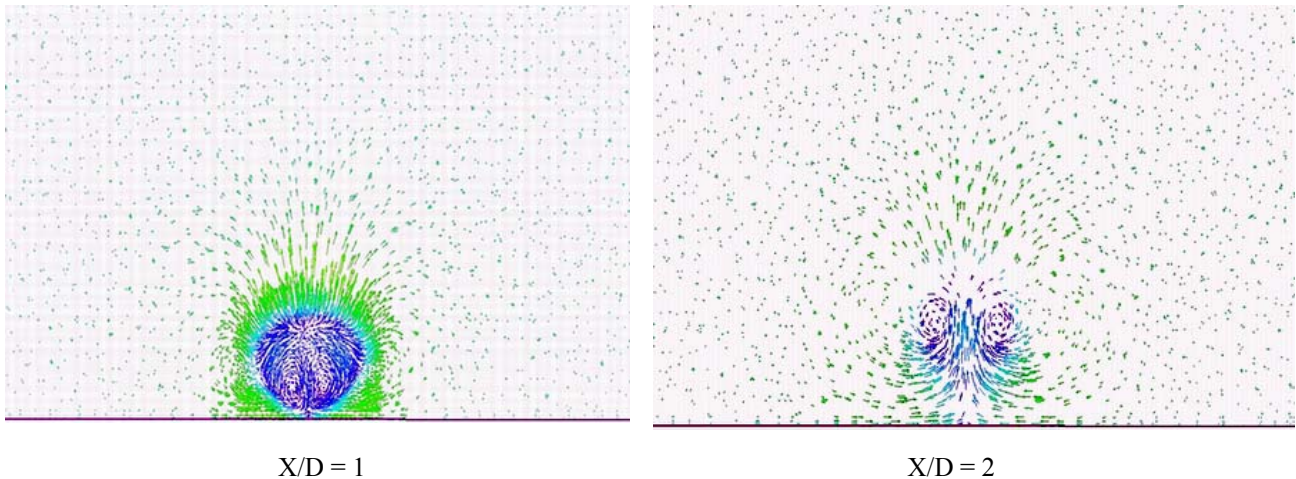 X/D = 1
X/D = 2